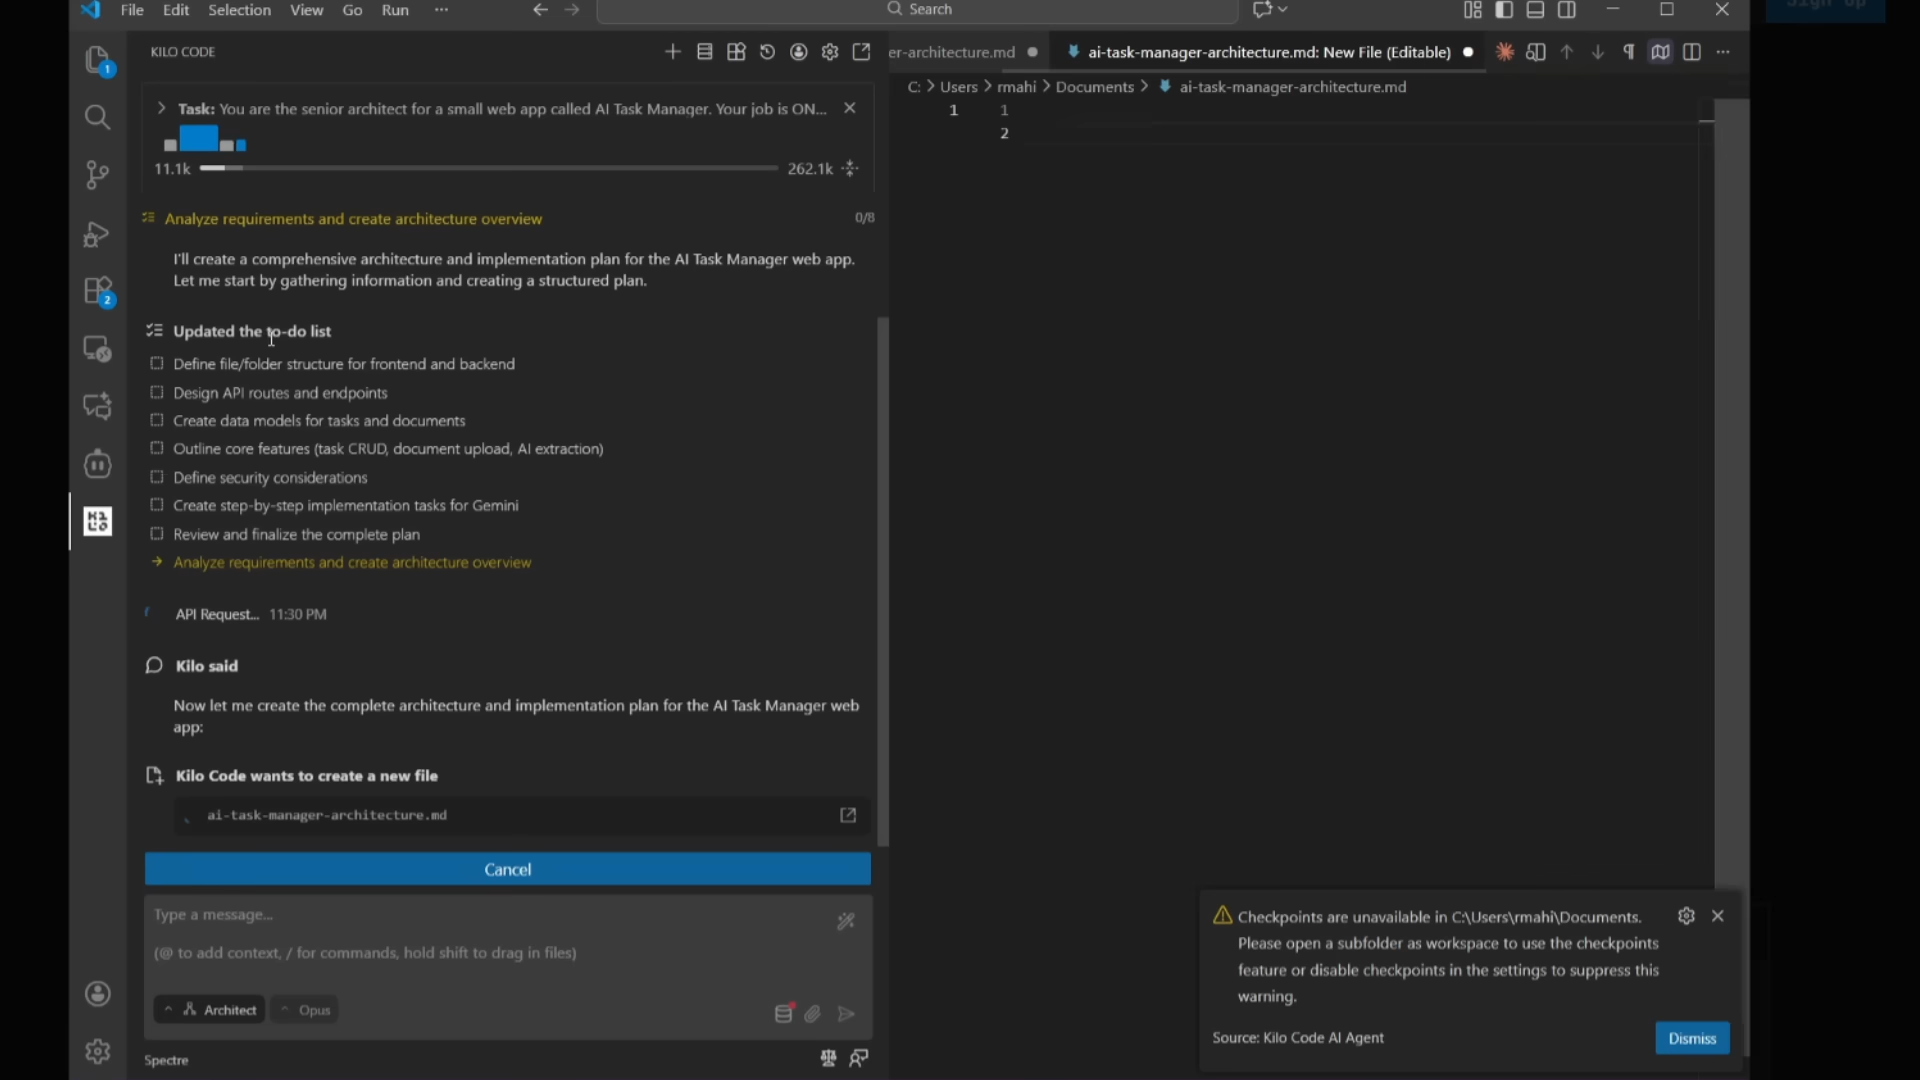 Sign Up
File Edit Selection View Go Run ...
Search
KILO CODE
er-architecture.md
ai-task-manager-architecture.md: New File (Editable)
C: > Users > rmahi > Documents > ai-task-manager-architecture.md
1 1
2
Task: You are the senior architect for a small web app called AI Task Manager. Your job is ON...
11.1k 262.1k
Analyze requirements and create architecture overview 0/8
I'll create a comprehensive architecture and implementation plan for the AI Task Manager web app.
Let me start by gathering information and creating a structured plan.
Updated the to-do list
Define file/folder structure for frontend and backend
Design API routes and endpoints
Create data models for tasks and documents
Outline core features (task CRUD, document upload, AI extraction)
Define security considerations
Create step-by-step implementation tasks for Gemini
Review and finalize the complete plan
→ Analyze requirements and create architecture overview
API Request... 11:30 PM
Kilo said
Now let me create the complete architecture and implementation plan for the AI Task Manager web
app:
Kilo Code wants to create a new file
ai-task-manager-architecture.md
Cancel
Type a message...
(@ to add context, / for commands, hold shift to drag in files)
Architect Opus
Spectre
1
2
KILO
Checkpoints are unavailable in C:\Users\rmahi\Documents.
Please open a subfolder as workspace to use the checkpoints
feature or disable checkpoints in the settings to suppress this
warning.
Source: Kilo Code AI Agent
Dismiss